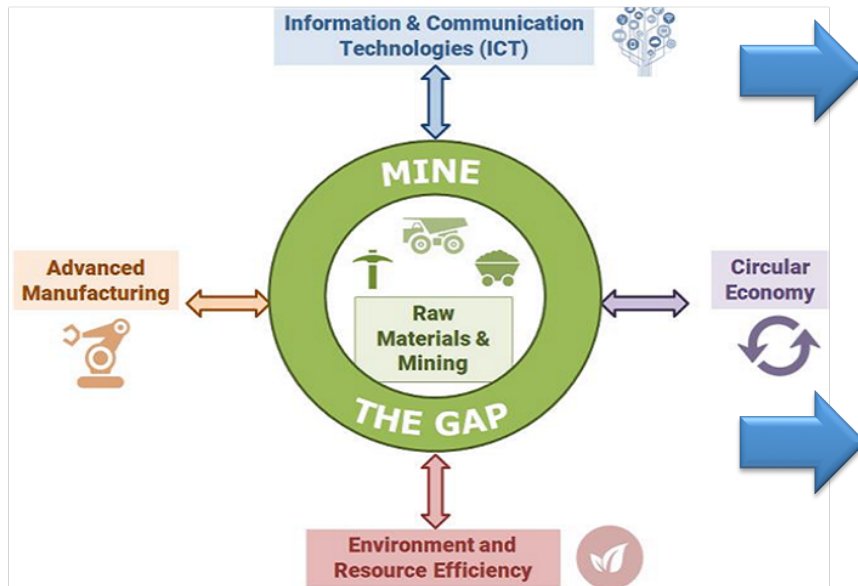 Information & Communication
Technologies (ICT)
MINE
Advanced
Manufacturing
Raw
Materials &
Mining
Circular
Economy
THE GAP
Environment and
Resource Efficiency